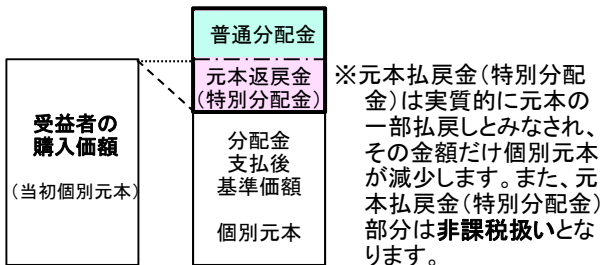 普通分配金
元本返戻金
(特別分配金)
受益者の
購入価額
(当初個別元本)
分配金
支払後
基準価額
個別元本
※元本払戻金(特別分配
金)は実質的に元本の
一部払戻しとみなされ、
その金額だけ個別元本
が減少します。また、元
本払戻金(特別分配金)
部分は非課税扱いとな
ります。